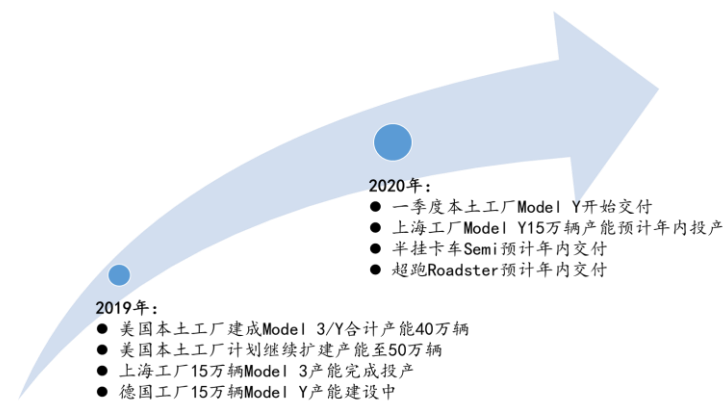 2020年：
● 一季度本土工厂Model Y开始交付
● 上海工厂Model Y15万辆产能预计年内投产
● 半挂卡车Semi预计年内交付
● 超跑Roadster预计年内交付
2019年：
● 美国本土工厂建成Model 3/Y合计产能40万辆
● 美国本土工厂计划继续扩建产能至50万辆
● 上海工厂15万辆Model 3产能完成投产
● 德国工厂15万辆Model Y产能建设中